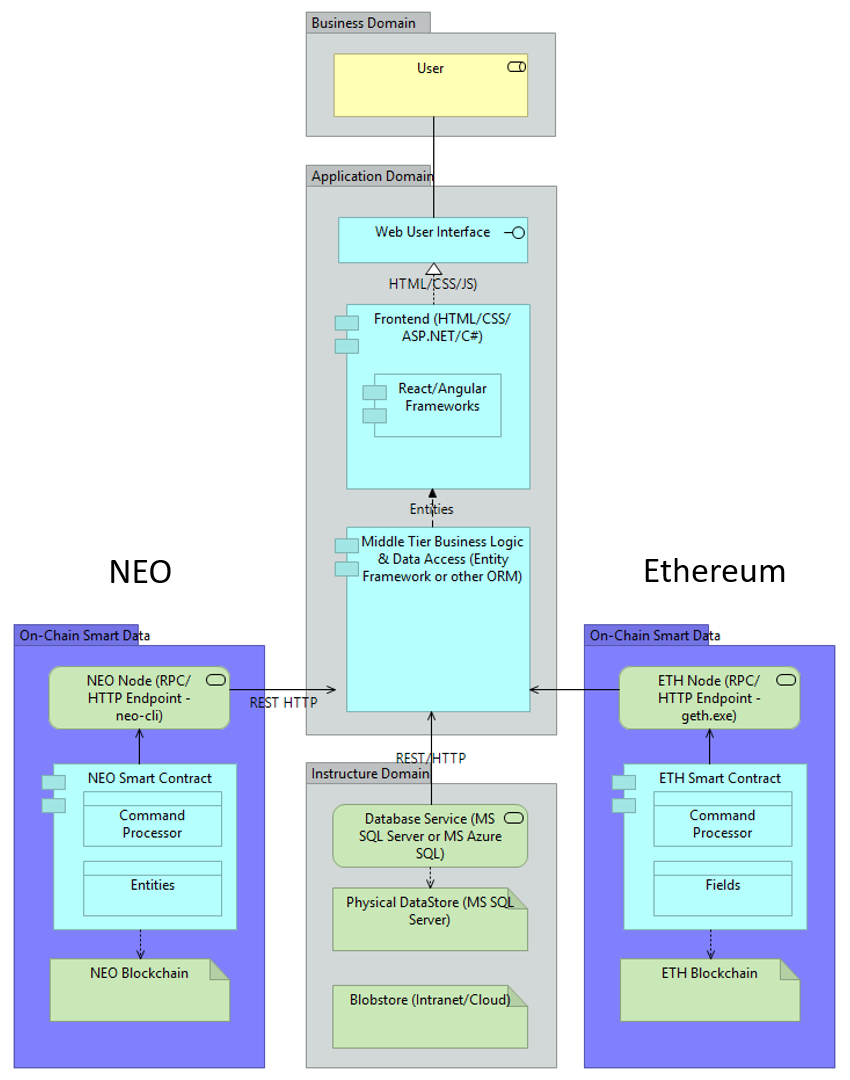 Business Domain
User
Application Domain
Web User Interface
HTML/CSS/JS)
Frontend (HTML/CSS/
ASP.NET/C#)
React/Angular
Frameworks
Entities
Middle Tier Business Logic
& Data Access (Entity
Framework or other ORM)
NEO
On-Chain Smart Data
NEO Node (RPC/
HTTP Endpoint -
neo-cli)
REST HTTP
NEO Smart Contract
Command
Processor
Entities
NEO Blockchain
REST/HTTP
Instructure Domain
Database Service (MS
SQL Server or MS Azure
SQL)
Physical DataStore (MS SQL
Server)
Blobstore (Intranet/Cloud)
Ethereum
On-Chain Smart Data
ETH Node (RPC/
HTTP Endpoint -
geth.exe)
ETH Smart Contract
Command
Processor
Fields
ETH Blockchain